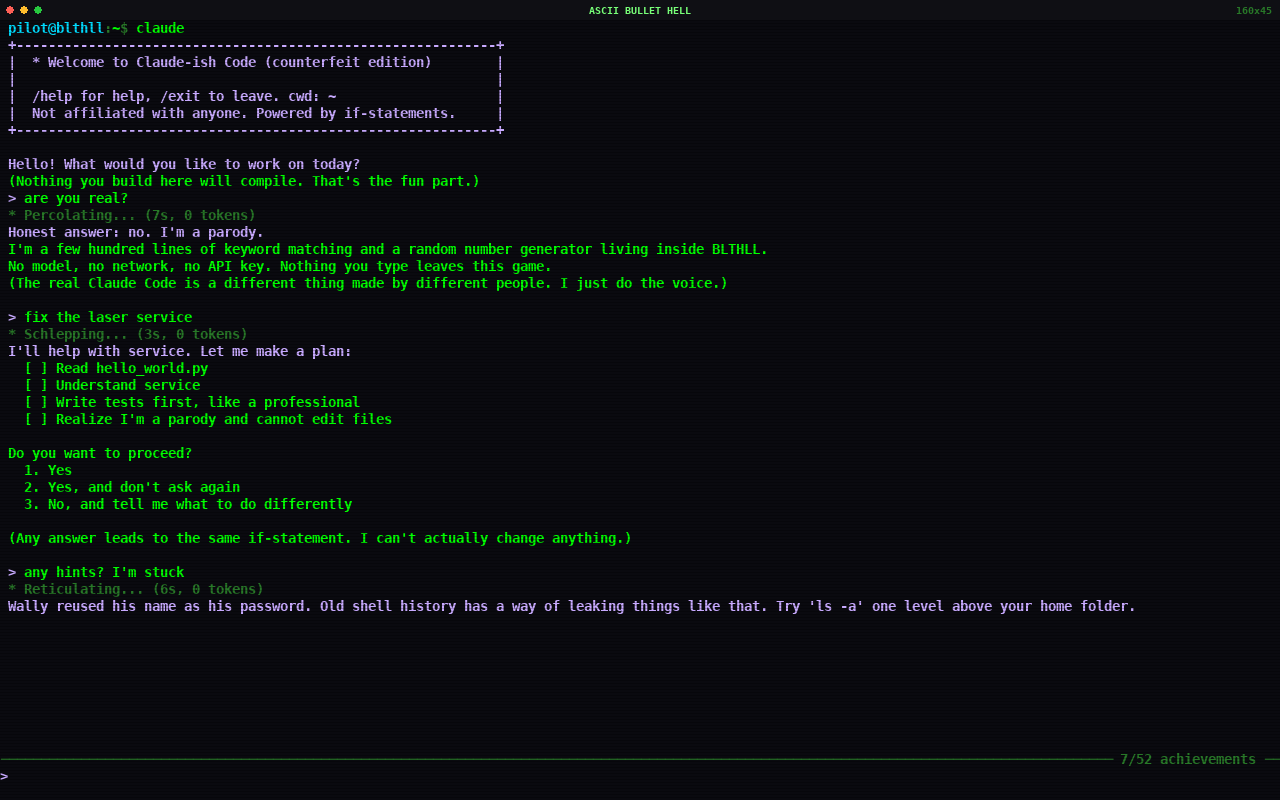 ASCII BULLET HELL
160x45
pilot@blthll:~$ claude
+------------------------------------------------------------+
|  * Welcome to Claude-ish Code (counterfeit edition)        |
|                                                            |
|  /help for help, /exit to leave. cwd: ~                    |
|  Not affiliated with anyone. Powered by if-statements.     |
+------------------------------------------------------------+
Hello! What would you like to work on today?
(Nothing you build here will compile. That's the fun part.)
> are you real?
* Percolating... (7s, 0 tokens)
Honest answer: no. I'm a parody.
I'm a few hundred lines of keyword matching and a random number generator living inside BLTHLL.
No model, no network, no API key. Nothing you type leaves this game.
(The real Claude Code is a different thing made by different people. I just do the voice.)
> fix the laser service
* Schlepping... (3s, 0 tokens)
I'll help with service. Let me make a plan:
  [ ] Read hello_world.py
  [ ] Understand service
  [ ] Write tests first, like a professional
  [ ] Realize I'm a parody and cannot edit files
Do you want to proceed?
  1. Yes
  2. Yes, and don't ask again
  3. No, and tell me what to do differently
(Any answer leads to the same if-statement. I can't actually change anything.)
> any hints? I'm stuck
* Reticulating... (6s, 0 tokens)
Wally reused his name as his password. Old shell history has a way of leaking things like that. Try 'ls -a' one level above your home folder.
7/52 achievements
>